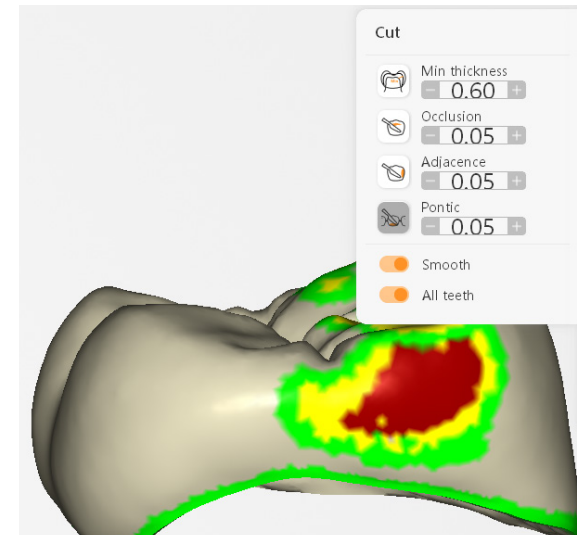 Cut
Min thickness
− 0.60 +
Occlusion
− 0.05 +
Adjacence
− 0.05 +
Pontic
− 0.05 +
Smooth
All teeth